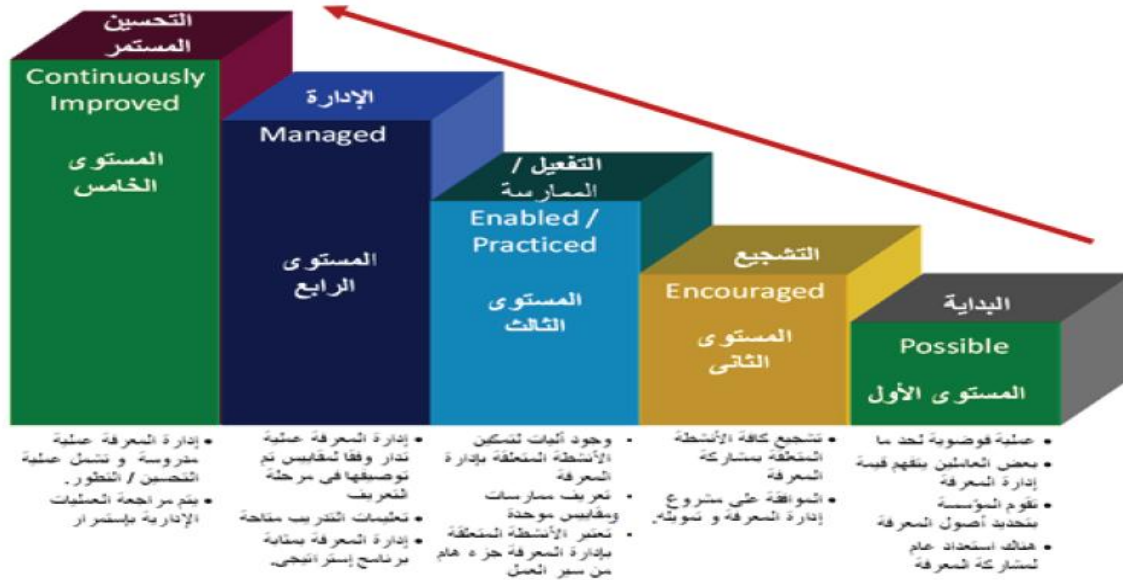 التحسين
المستمر
Continuously
Improved
المستوى
الخامس
الإدارة
Managed
المستوى
الرابع
التفعيل /
الممارسة
Enabled /
Practiced
المستوى
الثالث
التشجيع
Encouraged
المستوى
الثانى
البداية
Possible
المستوى الأول
• عملية فوضوية لحد ما
• بعض العاملين يتفهم قيمة
إدارة المعرفة
• تقوم المؤسسة
بتحديد أصول المعرفة
• هناك استعداد عام
لمشاركة المعرفة
• تشجيع كافة الأنشطة
المتعلقة بمشاركة
المعرفة
• الموافقة على مشروع
إدارة المعرفة و تمويله.
• وجود آليات لتمكين
الأنشطة المتعلقة بإدارة
المعرفة
• تعريف ممارسات
ومقاييس موحدة
• تعتبر الأنشطة المتعلقة
بإدارة المعرفة جزء هام
من سير العمل
• إدارة المعرفة عملية
تدار وفقا لمقاييس تم
توصيفها فى مرحلة
التعريف
• تعليمات التدريب متاحة
• إدارة المعرفة بمثابة
برنامج إستراتيجى.
• إدارة المعرفة عملية
مدروسة و تشمل عملية
التحسين / التطور.
• يتم مراجعة العمليات
الإدارية بإستمرار